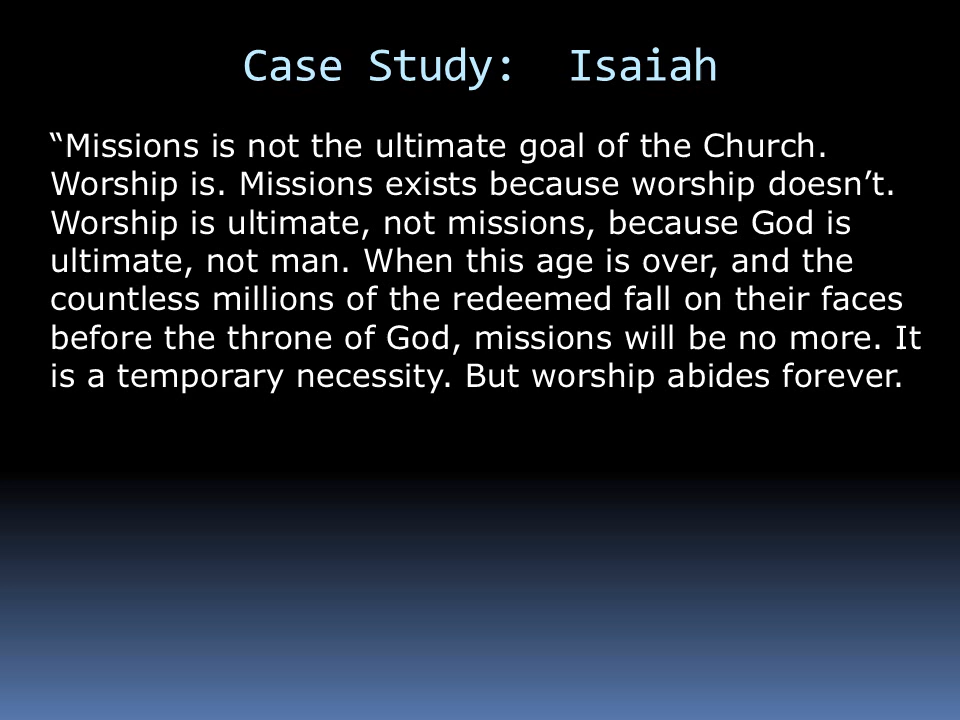 Case Study:  Isaiah
“Missions is not the ultimate goal of the Church.
Worship is. Missions exists because worship doesn’t.
Worship is ultimate, not missions, because God is
ultimate, not man. When this age is over, and the
countless millions of the redeemed fall on their faces
before the throne of God, missions will be no more. It
is a temporary necessity. But worship abides forever.